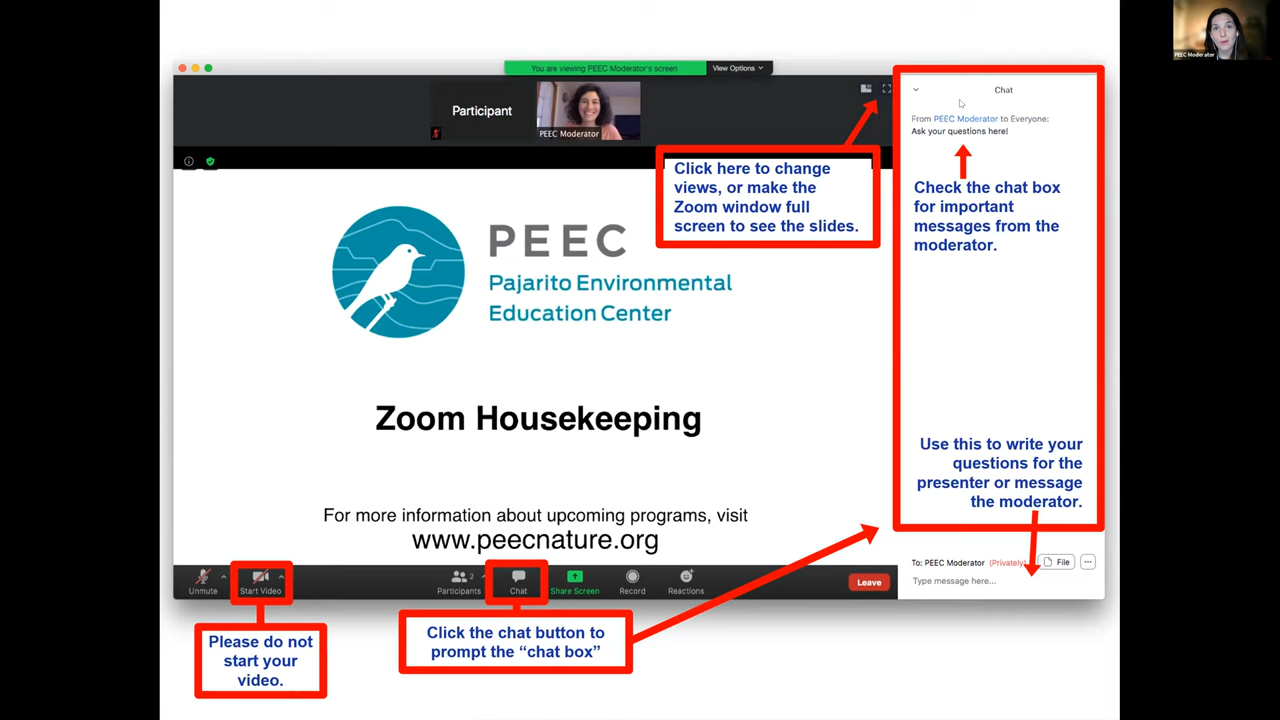 PEEC Moderator
You are viewing PEEC Moderator's screen
View Options
Participant
PEEC Moderator
Chat
From PEEC Moderator to Everyone:
Ask your questions here!
Click here to change
views, or make the
Zoom window full
screen to see the slides.
Check the chat box
for important
messages from the
moderator.
PEEC
Pajarito Environmental
Education Center
Zoom Housekeeping
Use this to write your
questions for the
presenter or message
the moderator.
For more information about upcoming programs, visit
www.peecnature.org
To: PEEC Moderator (Privately)
File
Type message here...
Unmute
Start Video
Participants
2
Chat
Share Screen
Record
Reactions
Leave
Please do not
start your
video.
Click the chat button to
prompt the “chat box”